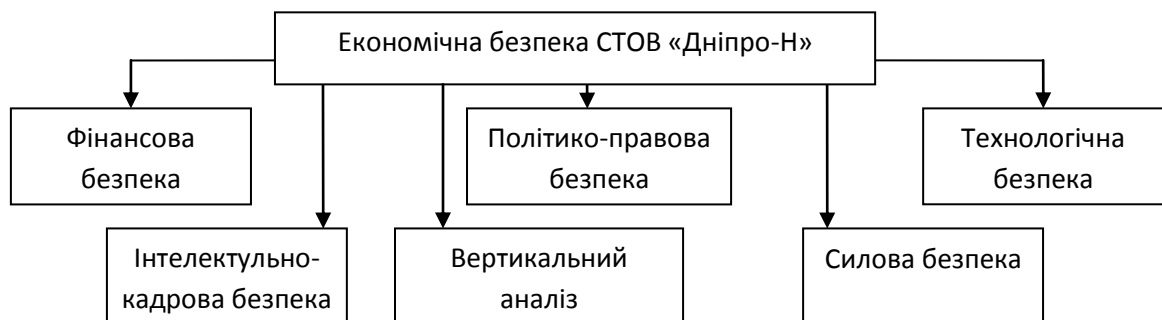 Економічна безпека СТОВ «Дніпро-Н»
Фінансова
безпека
Політико-правова
безпека
Технологічна
безпека
Інтелектульно-
кадрова безпека
Вертикальний
аналіз
Силова безпека